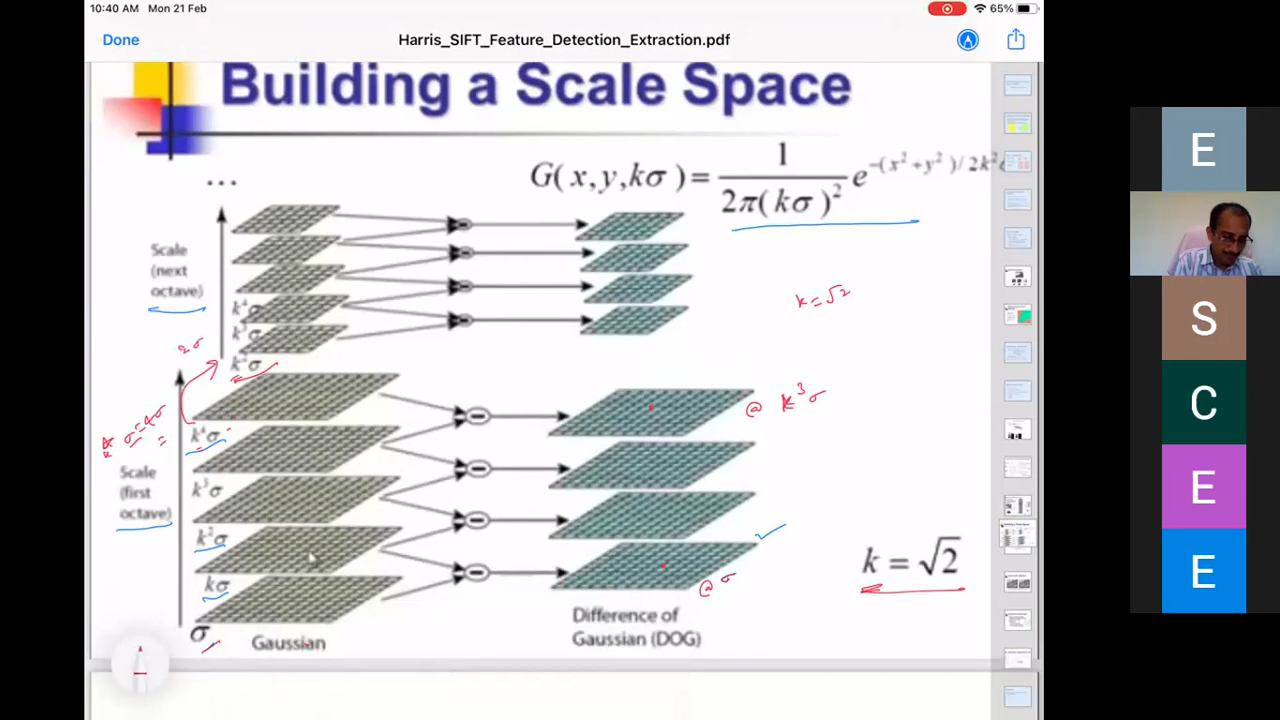 10:40 AM Mon 21 Feb
65%
Done
Harris_SIFT_Feature_Detection_Extraction.pdf
Building a Scale Space
G(x,y,kσ)= 1/2π(kσ)² e^-(x²+y²)/2k²
...
Scale
(next
octave)
k⁴σ
k³σ
k²σ
k=√2
2σ
@ k³σ
σ=4σ
k⁴σ
k³σ
k²σ
kσ
σ
Scale
(first
octave)
@ σ
k = √2
Gaussian
Difference of
Gaussian (DOG)
E
S
C
E
E